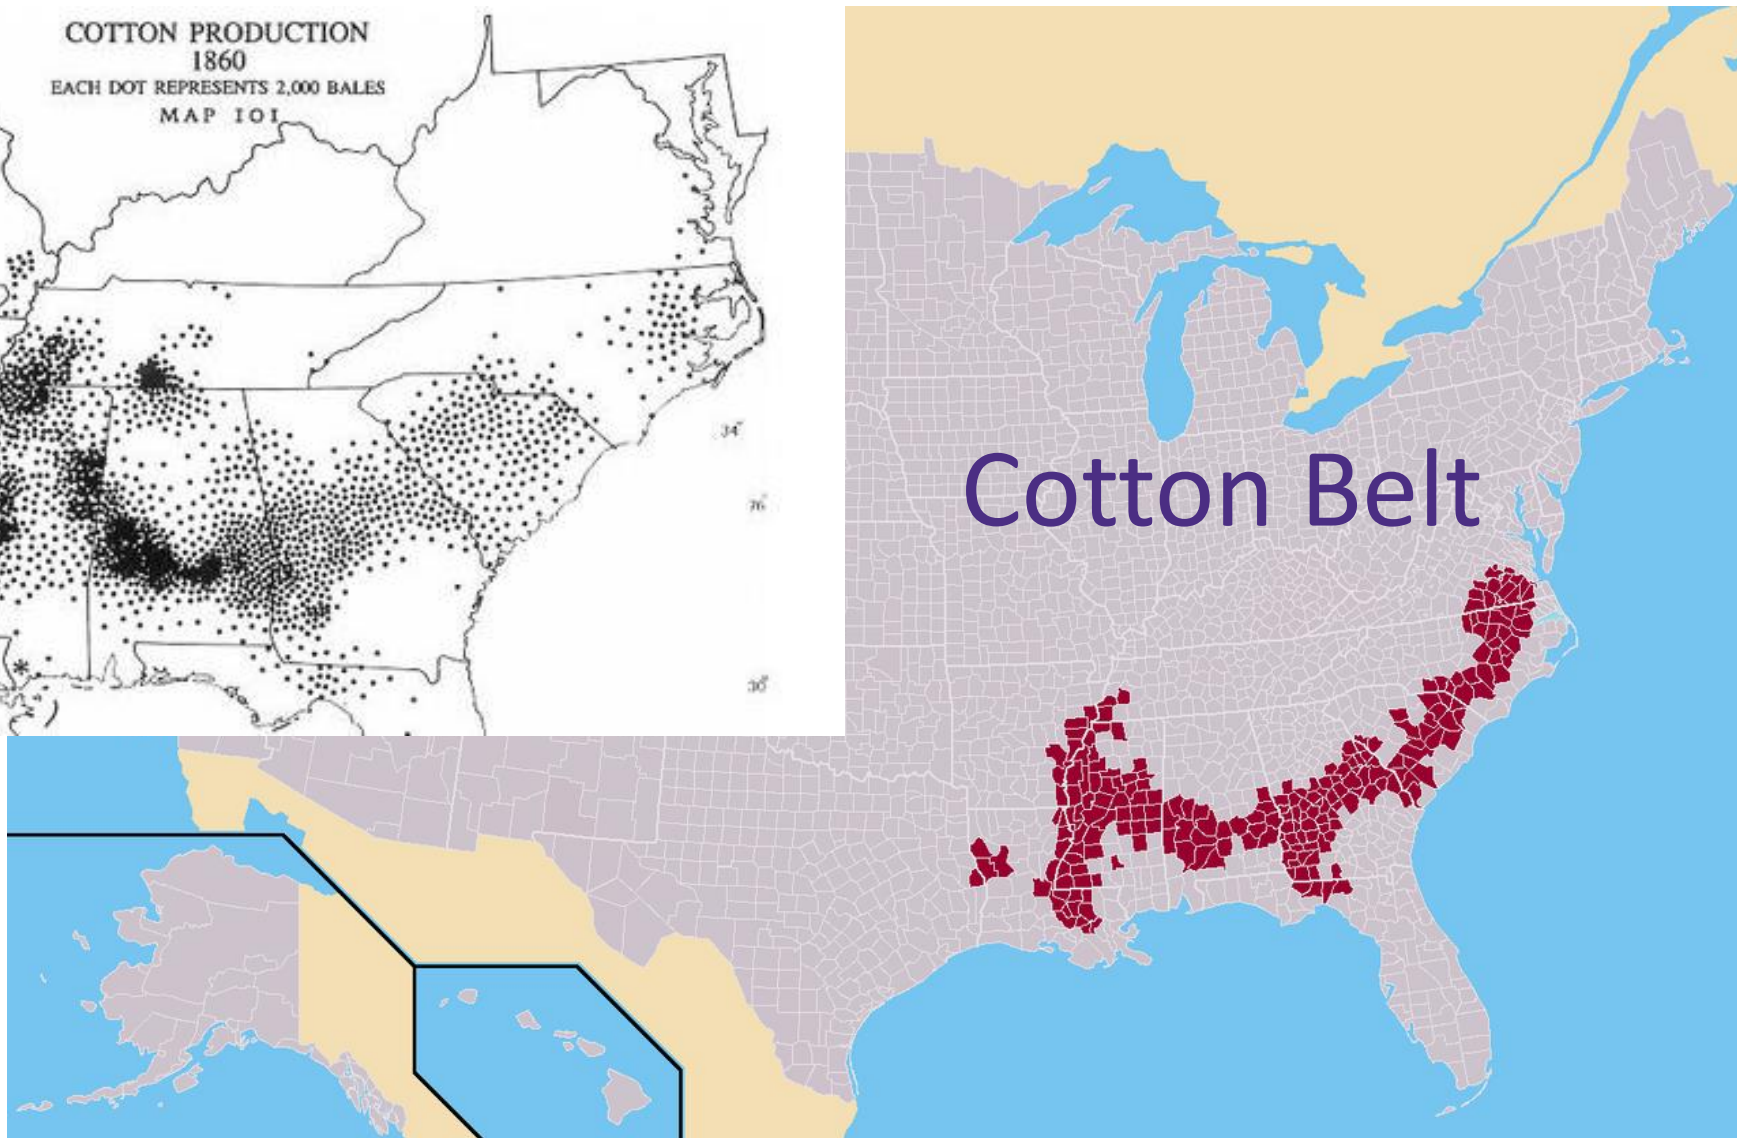 COTTON PRODUCTION
1860
EACH DOT REPRESENTS 2,000 BALES
MAP 101
Cotton Belt
34°
76°
30°